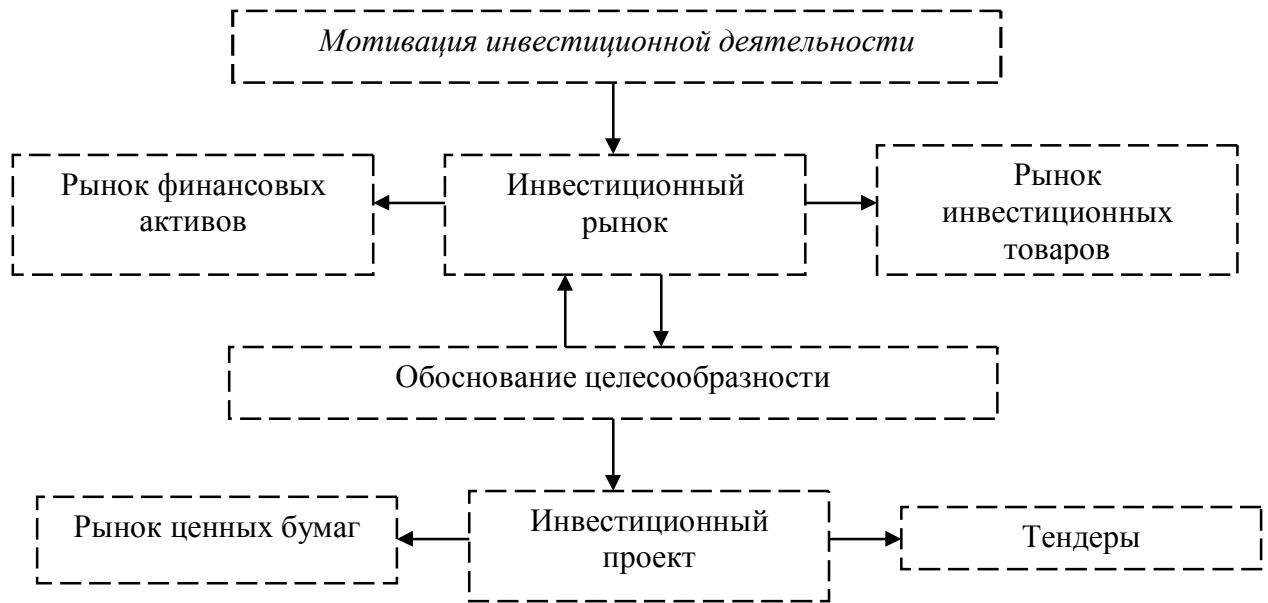 Мотивация инвестиционной деятельности
Рынок финансовых
активов
Инвестиционный
рынок
Рынок
инвестиционных
товаров
Обоснование целесообразности
Рынок ценных бумаг
Инвестиционный
проект
Тендеры